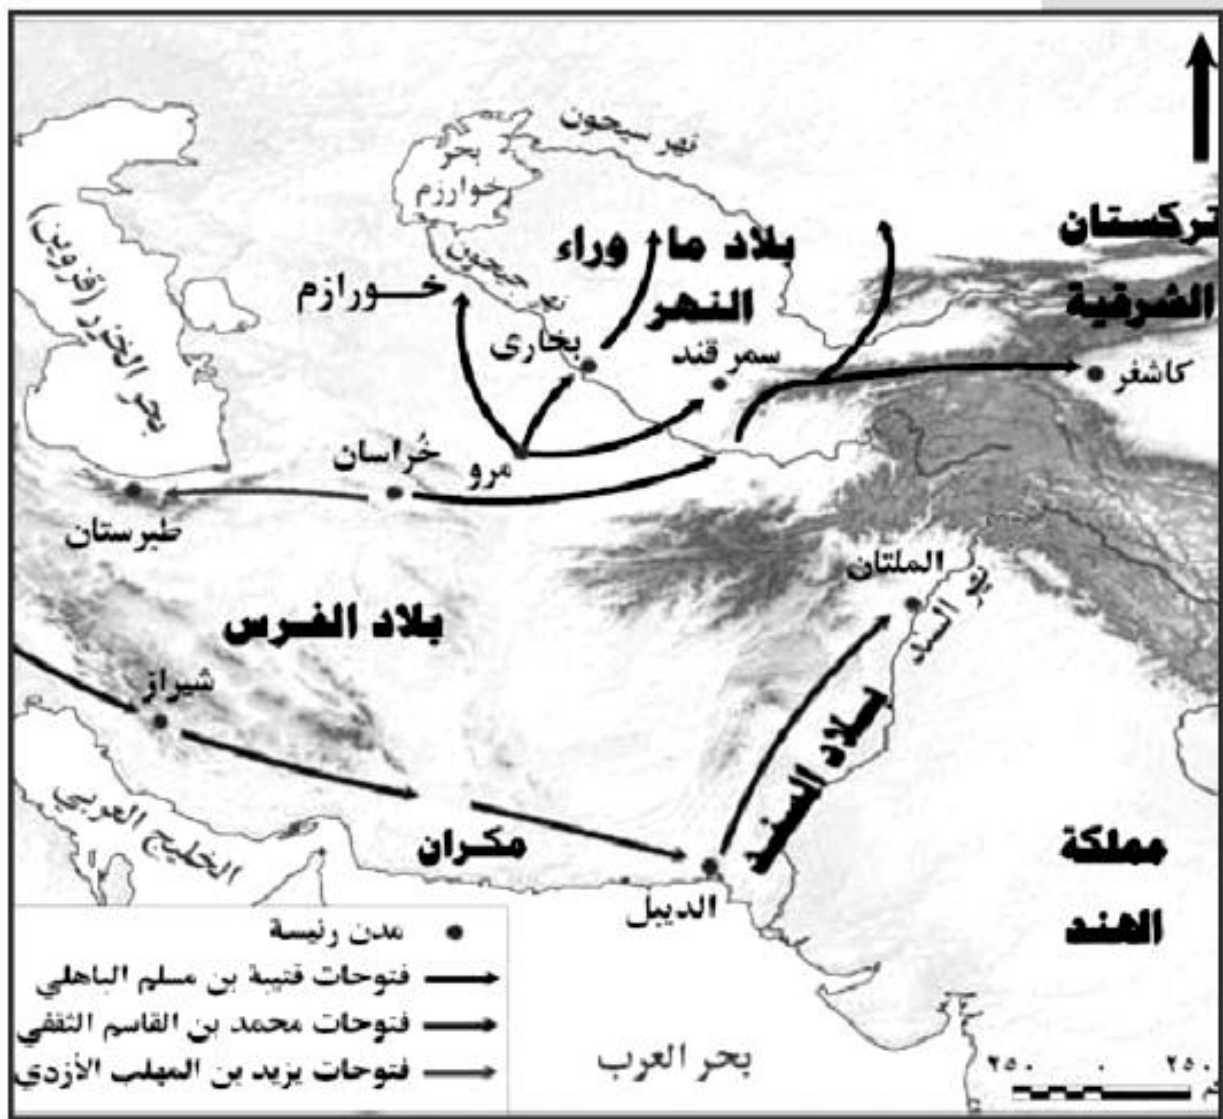 نهر سيحون
بحر
خوارزم
تركستان
الشرقية
بلاد ما وراء
النهر
نهر جيحون
بحر الخزر (قزوين)
خورازم
بخارى
سمرقند
كاشغر
خُراسان
مرو
طبرستان
الملتان
نهر السند
بلاد الفرس
شيراز
بلاد السند
الخليج العربي
مكران
مملكة
الهند
الديبل
مدن رئيسة
فتوحات قتيبة بن مسلم الباهلي
فتوحات محمد بن القاسم الثقفي
فتوحات يزيد بن المهلب الأزدي
بحر العرب
٢٥٠ ٠ ٢٥٠